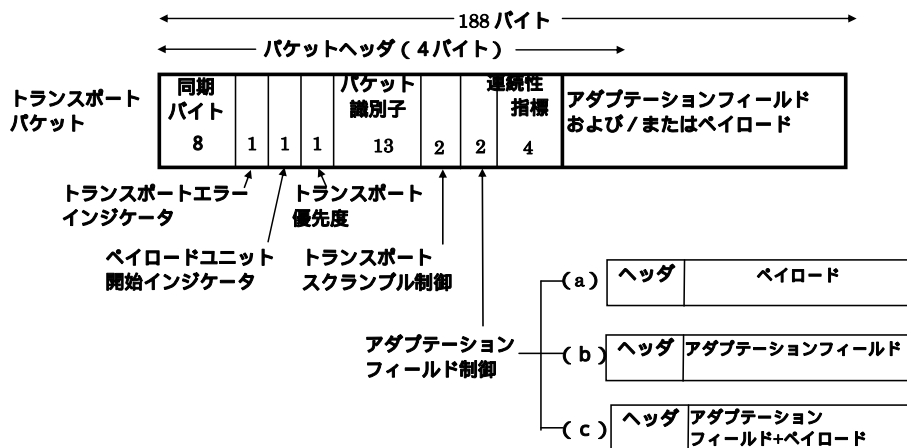 188 バイト
パケットヘッダ ( 4バイト )
トランスポート
パケット
同期
バイト
8
1
1
1
パケット
識別子
13
2
2
連続性
指標
4
アダプテーションフィールド
および/またはペイロード
トランスポートエラー
インジケータ
トランスポート
優先度
ペイロードユニット
開始インジケータ
トランスポート
スクランブル制御
アダプテーション
フィールド制御
(a)
ヘッダ
ペイロード
(b)
ヘッダ
アダプテーションフィールド
(c)
ヘッダ
アダプテーション
フィールド+ペイロード